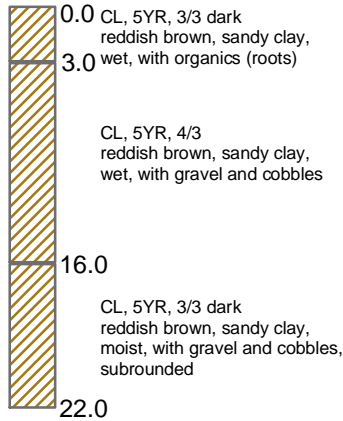 0.0 CL, 5YR, 3/3 dark
reddish brown, sandy clay,
3.0 wet, with organics (roots)
CL, 5YR, 4/3
reddish brown, sandy clay,
wet, with gravel and cobbles
16.0
CL, 5YR, 3/3 dark
reddish brown, sandy clay,
moist, with gravel and cobbles,
subrounded
22.0